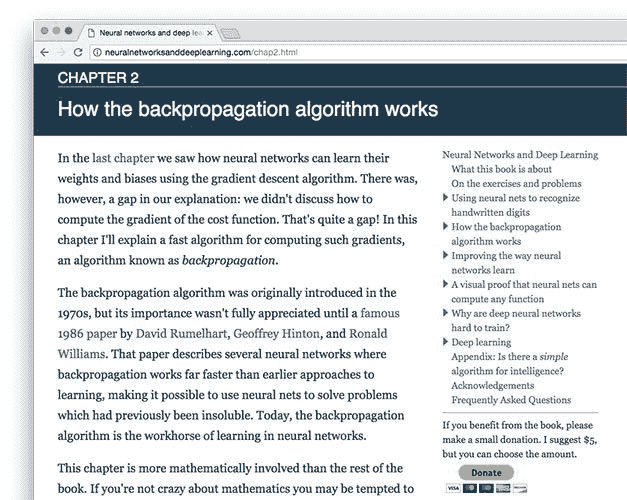 Neural networks and deep lea
neuralnetworksanddeeplearning.com/chap2.html
CHAPTER 2
How the backpropagation algorithm works
In the last chapter we saw how neural networks can learn their
weights and biases using the gradient descent algorithm. There was,
however, a gap in our explanation: we didn't discuss how to
compute the gradient of the cost function. That's quite a gap! In this
chapter I'll explain a fast algorithm for computing such gradients,
an algorithm known as backpropagation.
The backpropagation algorithm was originally introduced in the
1970s, but its importance wasn't fully appreciated until a famous
1986 paper by David Rumelhart, Geoffrey Hinton, and Ronald
Williams. That paper describes several neural networks where
backpropagation works far faster than earlier approaches to
learning, making it possible to use neural nets to solve problems
which had previously been insoluble. Today, the backpropagation
algorithm is the workhorse of learning in neural networks.
This chapter is more mathematically involved than the rest of the
book. If you're not crazy about mathematics you may be tempted to
Neural Networks and Deep Learning
What this book is about
On the exercises and problems
Using neural nets to recognize
handwritten digits
How the backpropagation
algorithm works
Improving the way neural
networks learn
A visual proof that neural nets can
compute any function
Why are deep neural networks
hard to train?
Deep learning
Appendix: Is there a simple
algorithm for intelligence?
Acknowledgements
Frequently Asked Questions
If you benefit from the book, please
make a small donation. I suggest $5,
but you can choose the amount.
Donate
VISA